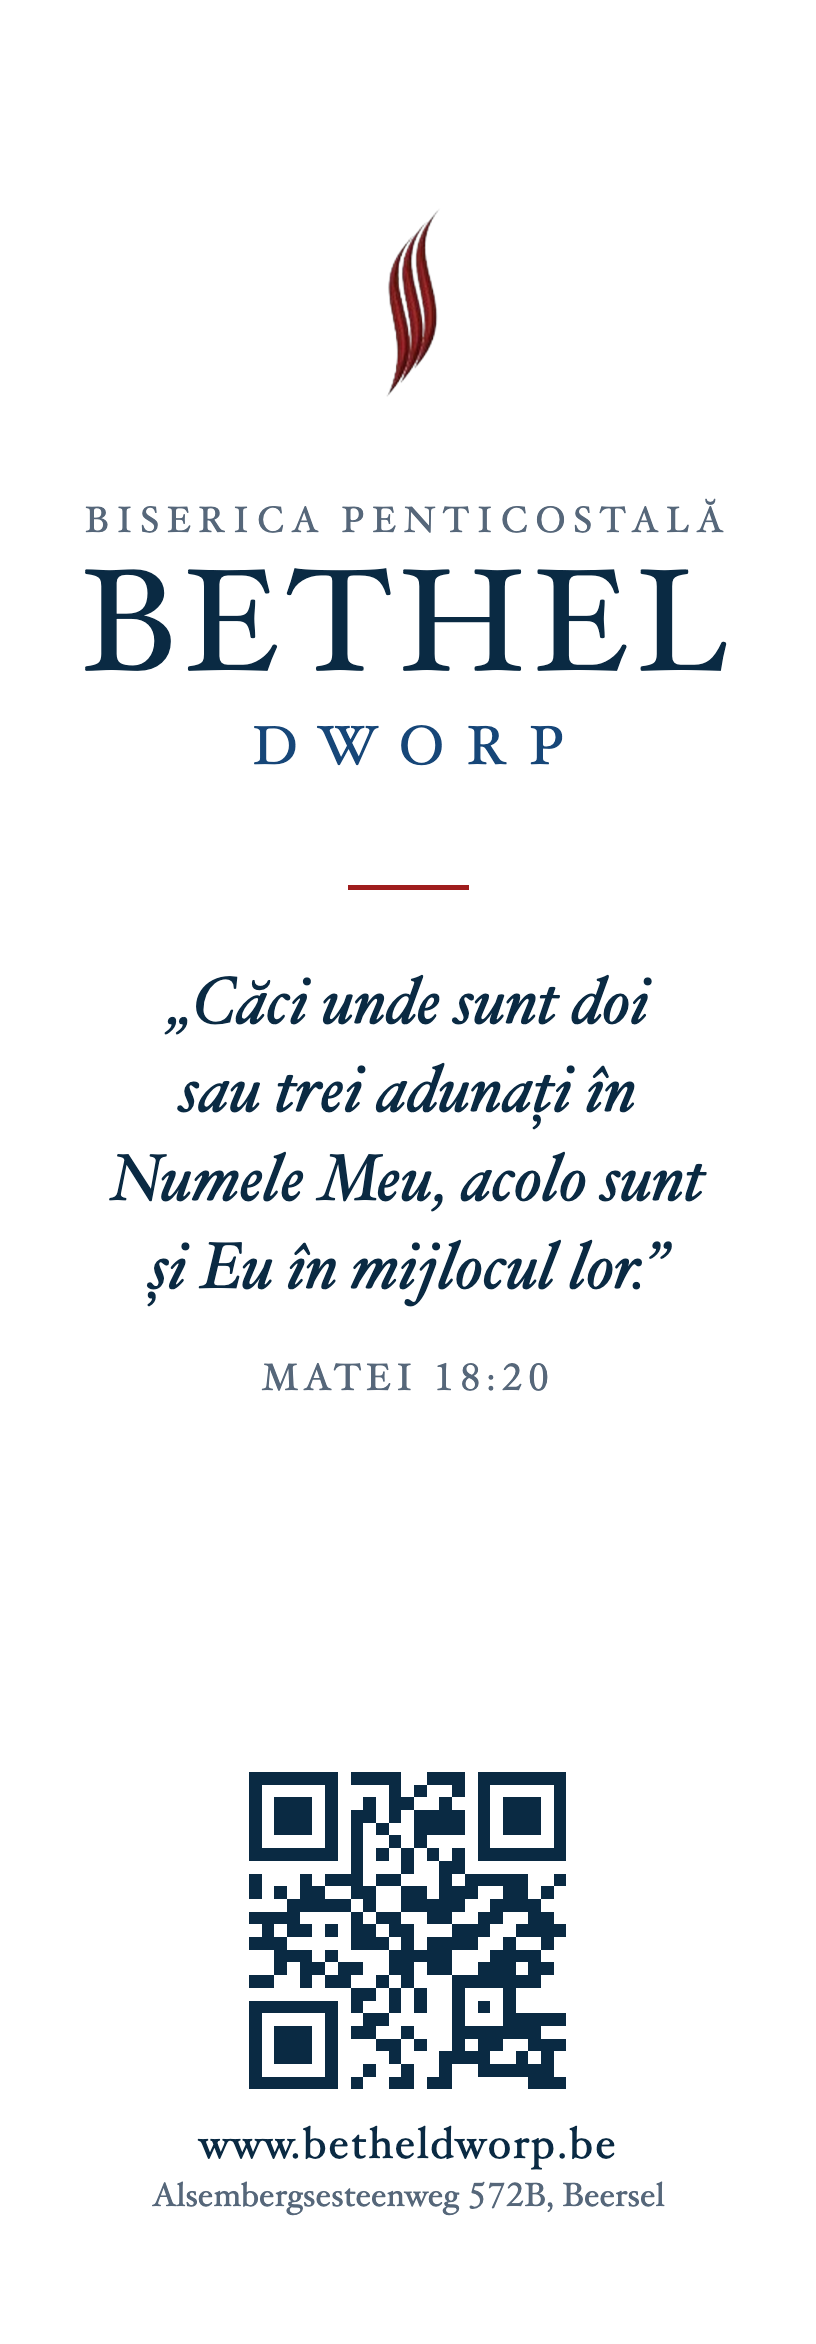 BISERICA PENTICOSTALĂ
BETHEL
DWORP
„Căci unde sunt doi
sau trei adunați în
Numele Meu, acolo sunt
și Eu în mijlocul lor.”
MATEI 18:20
www.betheldworp.be
Alsembergsesteenweg 572B, Beersel